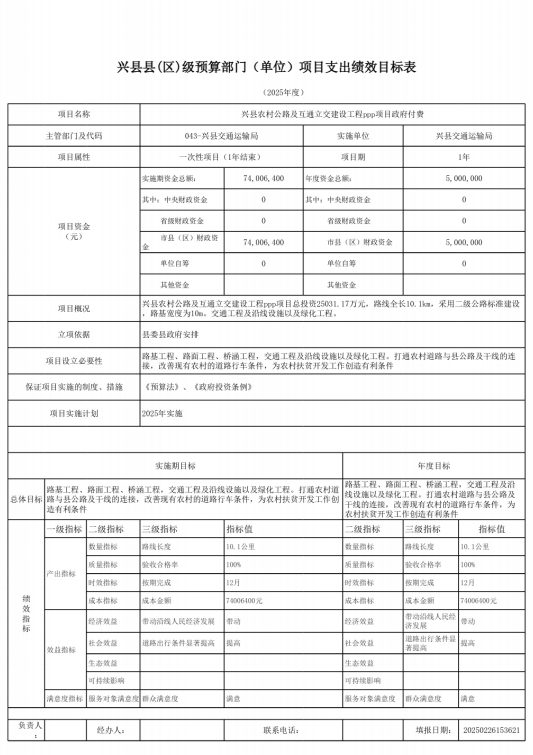 兴县县(区)级预算部门（单位）项目支出绩效目标表
（2025年度）
项目名称 兴县农村公路及互通立交建设工程ppp项目政府付费
主管部门及代码 043-兴县交通运输局 实施单位 兴县交通运输局
项目属性 一次性项目（1年结束） 项目期 1年
项目资金
（元）
实施期资金总额： 74,006,400 年度资金总额： 5,000,000
其中：中央财政资金 0 其中：中央财政资金 0
省级财政资金 0 省级财政资金 0
市县（区）财政资
金 74,006,400 市县（区）财政资金 5,000,000
单位自筹 0 单位自筹 0
其他资金 其他资金
项目概况
兴县农村公路及互通立交建设工程ppp项目总投资25031.17万元，路线全长10.1km，采用二级公路标准建设
，路基宽度为10m。交通工程及沿线设施以及绿化工程。
立项依据 县委县政府安排
项目设立必要性
路基工程、路面工程、桥涵工程，交通工程及沿线设施以及绿化工程。打通农村道路与县公路及干线的连
接，改善现有农村的道路行车条件，为农村扶贫开发工作创造有利条件
保证项目实施的制度、措施 《预算法》、《政府投资条例》
项目实施计划 2025年实施
实施期目标 年度目标
总体目标
路基工程、路面工程、桥涵工程，交通工程及沿线设施以及绿化工程。打通农村道
路与县公路及干线的连接，改善现有农村的道路行车条件，为农村扶贫开发工作创
造有利条件
路基工程、路面工程、桥涵工程，交通工程及沿
线设施以及绿化工程。打通农村道路与县公路及
干线的连接，改善现有农村的道路行车条件，为
农村扶贫开发工作创造有利条件
绩
效
指
标
一级指标 二级指标 三级指标 指标值 二级指标 三级指标 指标值
产出指标
数量指标 路线长度 10.1公里 数量指标 路线长度 10.1公里
质量指标 验收合格率 100% 质量指标 验收合格率 100%
时效指标 按期完成 12月 时效指标 按期完成 12月
成本指标 成本金额 74006400元 成本指标 成本金额 74006400元
效益指标
经济效益 带动沿线人民经济发展 带动 经济效益 带动沿线人民经
济发展 带动
社会效益 道路出行条件显著提高 提高 社会效益 道路出行条件显
著提高 提高
生态效益 生态效益
可持续影响 可持续影响
满意度指标 服务对象满意度 群众满意度 满意 服务对象满意度 群众满意度 满意
负责人
： 经办人： 联系电话： 填报日期： 20250226153621